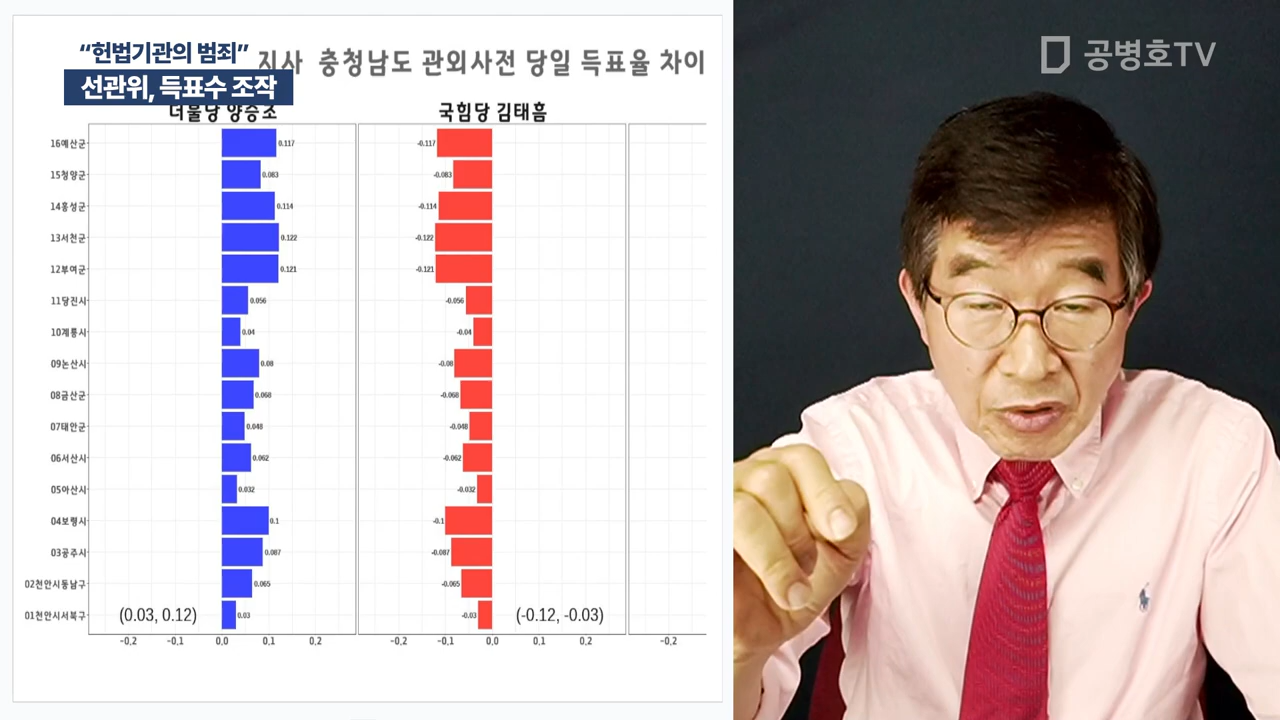 “헌법기관의 범죄”
선관위, 득표수 조작
지사 충청남도 관외사전 당일 득표율 차이
공병호TV
더불당 양승조
국힘당 김태흠
16예산군 0.117 -0.117
15청양군 0.083 -0.083
14홍성군 0.114 -0.114
13서천군 0.122 -0.122
12부여군 0.121 -0.121
11당진시 0.056 -0.056
10계룡시 0.04 -0.04
09논산시 0.08 -0.08
08금산군 0.068 -0.068
07태안군 0.048 -0.048
06서산시 0.062 -0.062
05아산시 0.032 -0.032
04보령시 0.1 -0.1
03공주시 0.087 -0.087
02천안시동남구 0.065 -0.065
01천안시서북구 (0.03, 0.12) 0.03 -0.03 (-0.12, -0.03)
-0.2 -0.1 0.0 0.1 0.2 -0.2 -0.1 0.0 0.1 0.2 -0.2